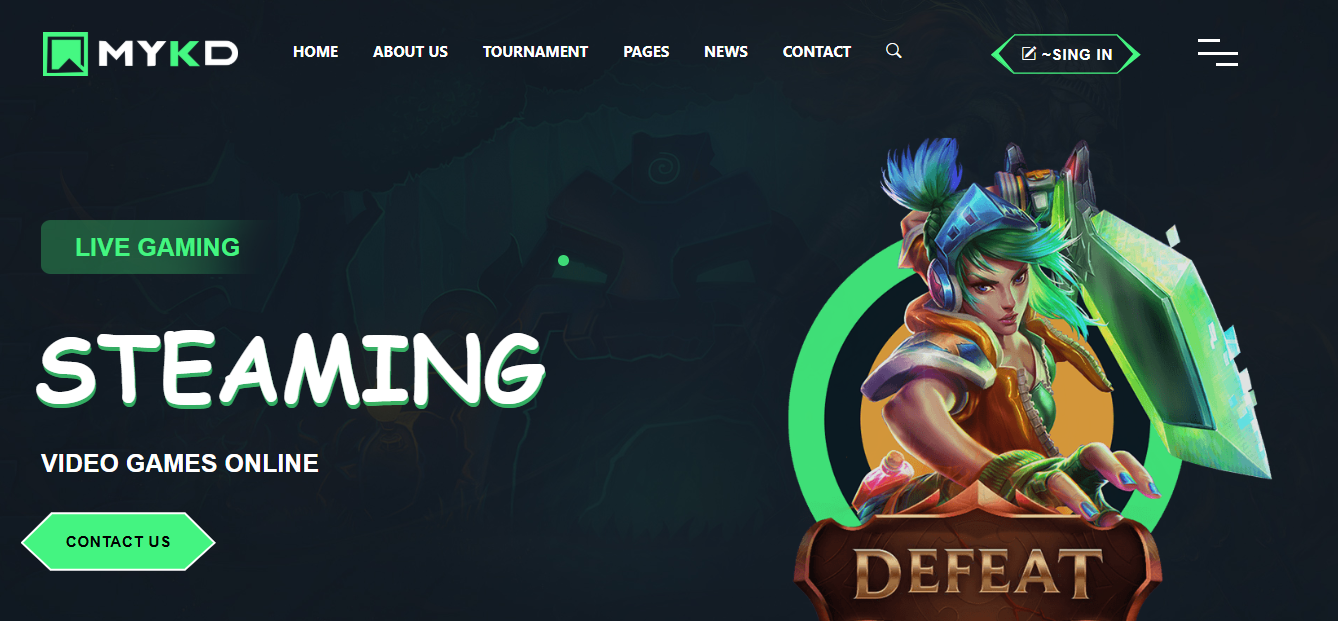 MYKD
HOME ABOUT US TOURNAMENT PAGES NEWS CONTACT ~SING IN
LIVE GAMING
STEAMING
VIDEO GAMES ONLINE
CONTACT US
DEFEAT